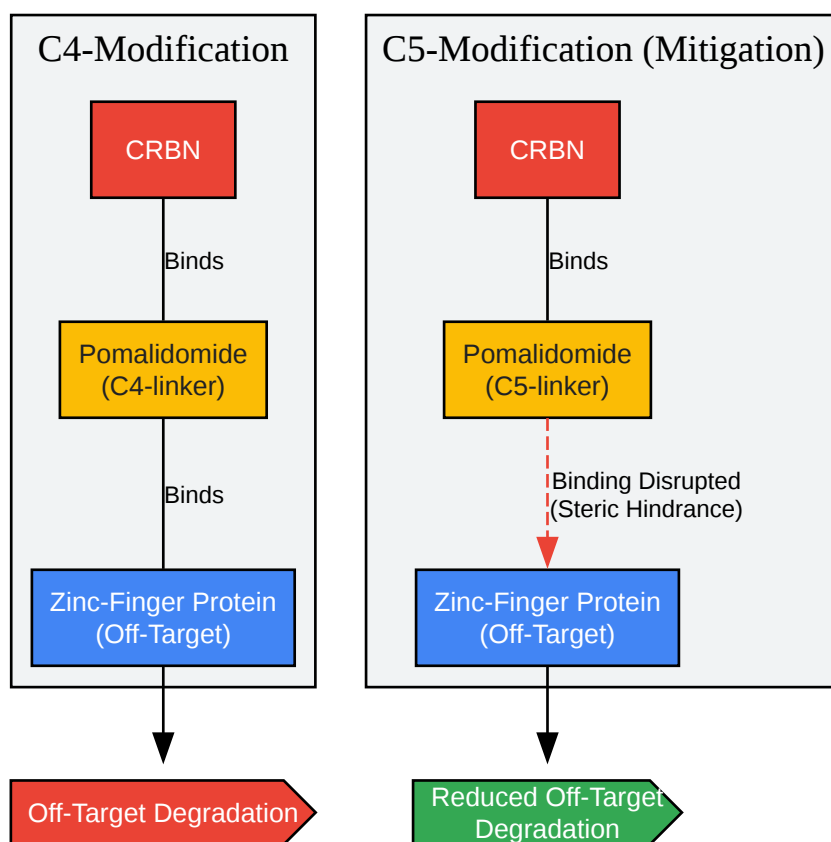 C4-Modification
CRBN
Binds
Pomalidomide
(C4-linker)
Binds
Zinc-Finger Protein
(Off-Target)
Off-Target Degradation
C5-Modification (Mitigation)
CRBN
Binds
Pomalidomide
(C5-linker)
Binding Disrupted
(Steric Hindrance)
Zinc-Finger Protein
(Off-Target)
Reduced Off-Target
Degradation